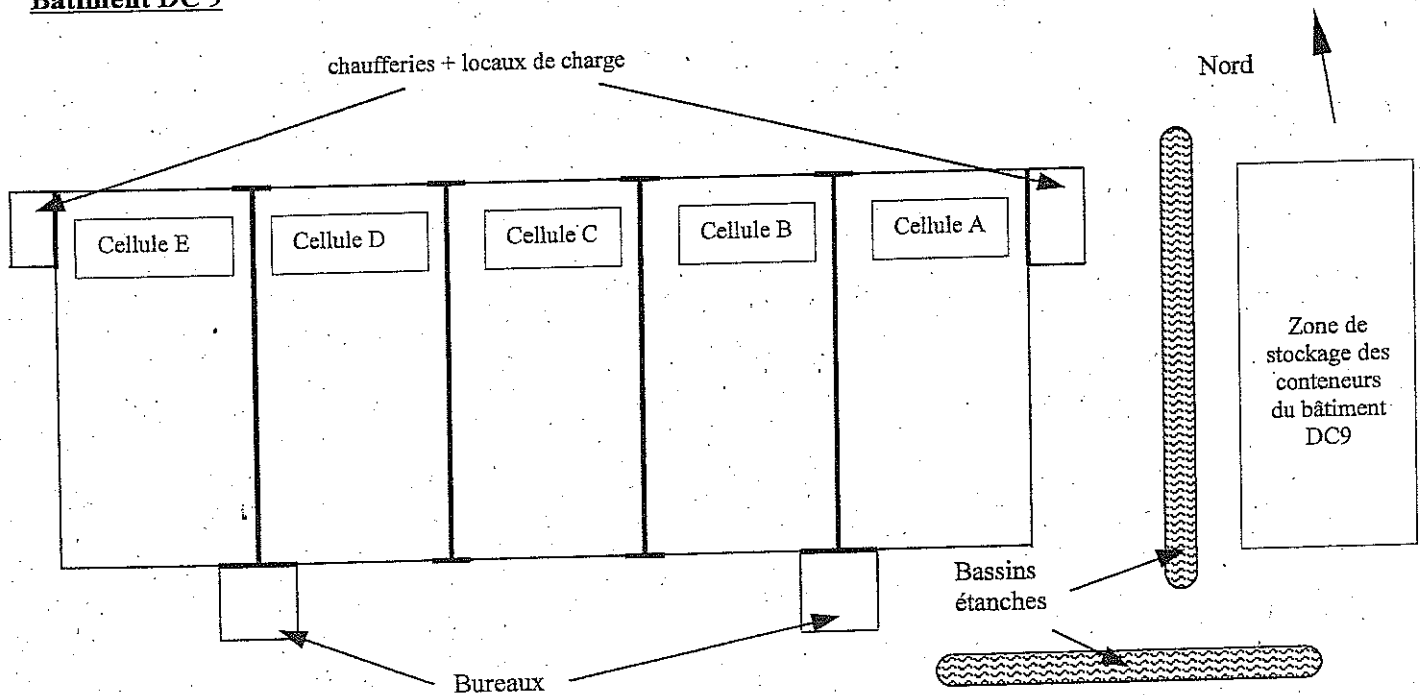 Bâtiment DC
chaufferies + locaux de charge
Nord
Cellule E
Cellule D
Cellule C
Cellule B
Cellule A
Zone de
stockage des
conteneurs
du bâtiment
DC9
Bassins
étanches
Bureaux